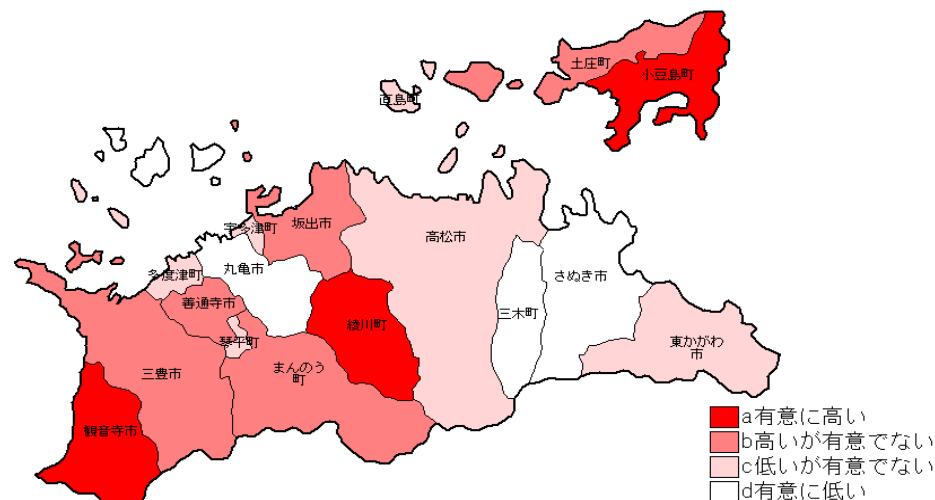 土庄町
小豆島町
直島町
宇多津町
坂出市
高松市
多度津町
丸亀市
さぬき市
善通寺市
三木町
綾川町
琴平町
東かがわ
市
三豊市
まんのう
町
観音寺市
a有意に高い
b高いが有意でない
c低いが有意でない
d有意に低い